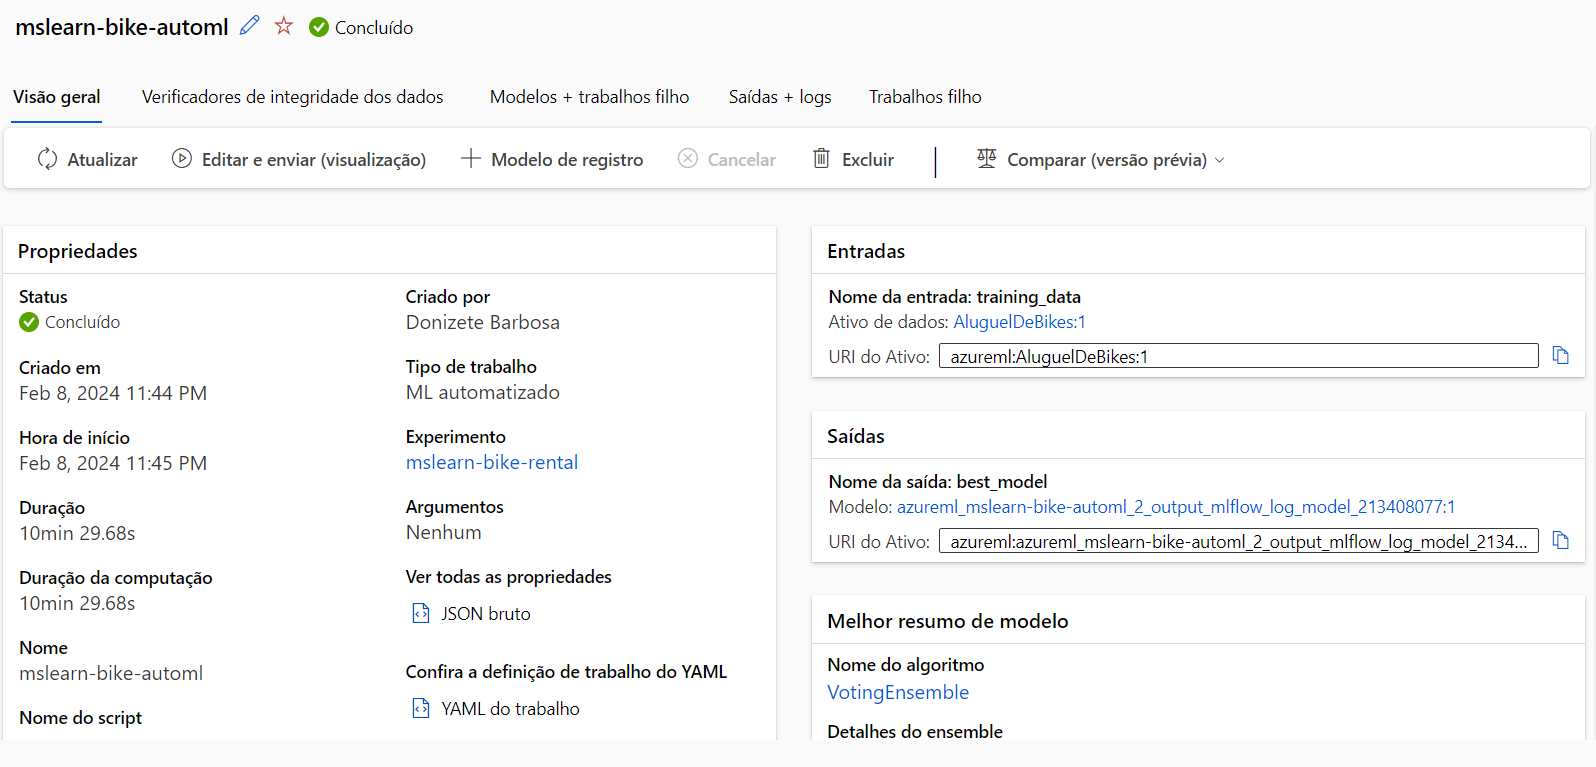 mslearn-bike-automl Concluído
Visão geral Verificadores de integridade dos dados Modelos + trabalhos filho Saídas + logs Trabalhos filho
Atualizar Editar e enviar (visualização) Modelo de registro Cancelar Excluir Comparar (versão prévia)
Propriedades
Status
Concluído
Criado em
Feb 8, 2024 11:44 PM
Hora de início
Feb 8, 2024 11:45 PM
Duração
10min 29.68s
Duração da computação
10min 29.68s
Nome
mslearn-bike-automl
Nome do script
Criado por
Donizete Barbosa
Tipo de trabalho
ML automatizado
Experimento
mslearn-bike-rental
Argumentos
Nenhum
Ver todas as propriedades
JSON bruto
Confira a definição de trabalho do YAML
YAML do trabalho
Entradas
Nome da entrada: training_data
Ativo de dados: AluguelDeBikes:1
URI do Ativo: azureml:AluguelDeBikes:1
Saídas
Nome da saída: best_model
Modelo: azureml_mslearn-bike-automl_2_output_mlflow_log_model_213408077:1
URI do Ativo: azureml:azureml_mslearn-bike-automl_2_output_mlflow_log_model_2134...
Melhor resumo de modelo
Nome do algoritmo
VotingEnsemble
Detalhes do ensemble